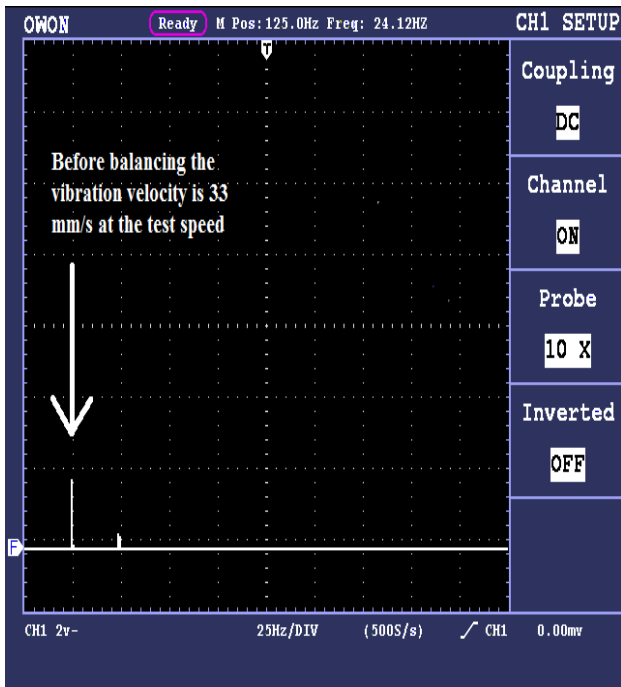 OWON Ready M Pos:125.0Hz Freq: 24.12HZ CH1 SETUP
T
Coupling
DC
Before balancing the
vibration velocity is 33
mm/s at the test speed
Channel
ON
Probe
10 X
Inverted
OFF
F
CH1 2v- 25Hz/DIV (500S/s) CH1 0.00mv